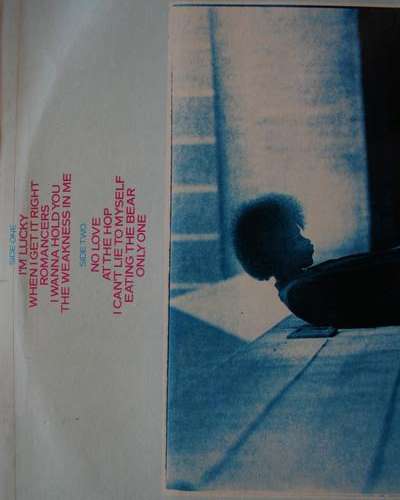 SIDE ONE
I'M LUCKY
WHEN I GET IT RIGHT
ROMANCERS
I WANNA HOLD YOU
THE WEAKNESS IN ME
SIDE TWO
NO LOVE
AT THE HOP
I CAN'T LIE TO MYSELF
EATING THE BEAR
ONLY ONE